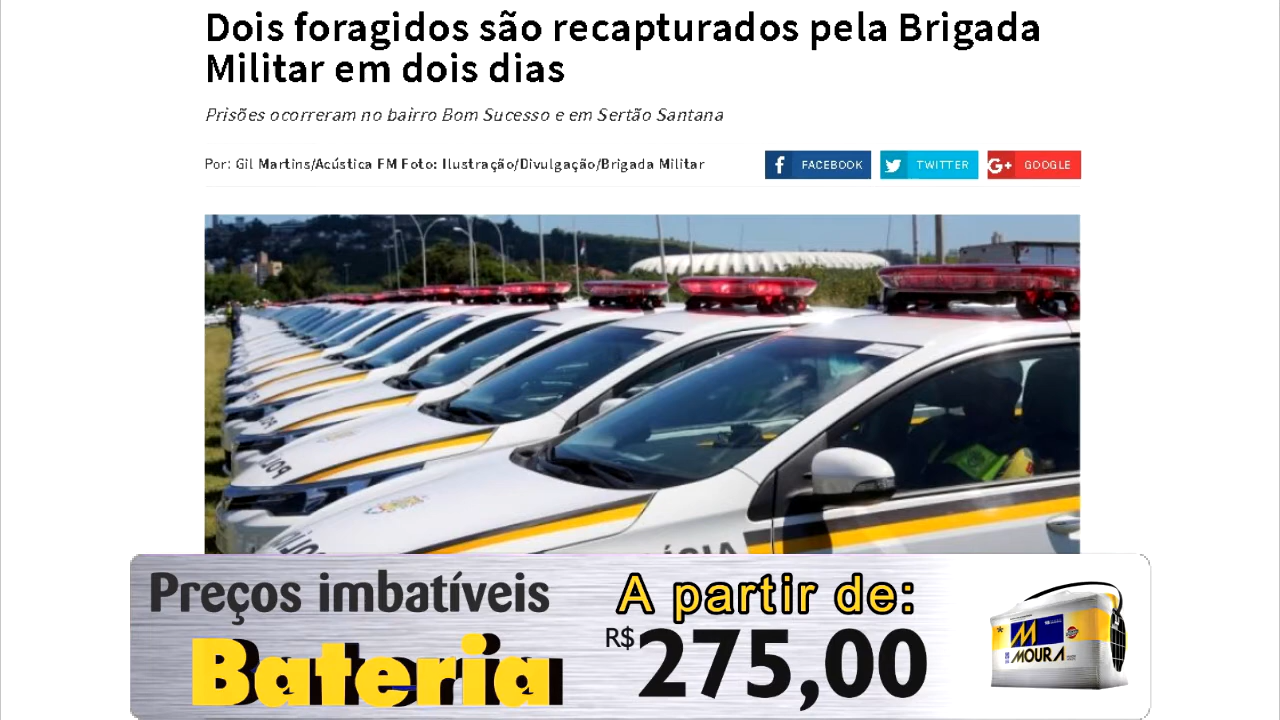 Dois foragidos são recapturados pela Brigada
Militar em dois dias
Prisões ocorreram no bairro Bom Sucesso e em Sertão Santana
Por: Gil Martins/Acústica FM Foto: Ilustração/Divulgação/Brigada Militar
FACEBOOK
TWITTER
G+ GOOGLE
Preços imbatíveis
Bateria
A partir de:
R$ 275,00
MOURA